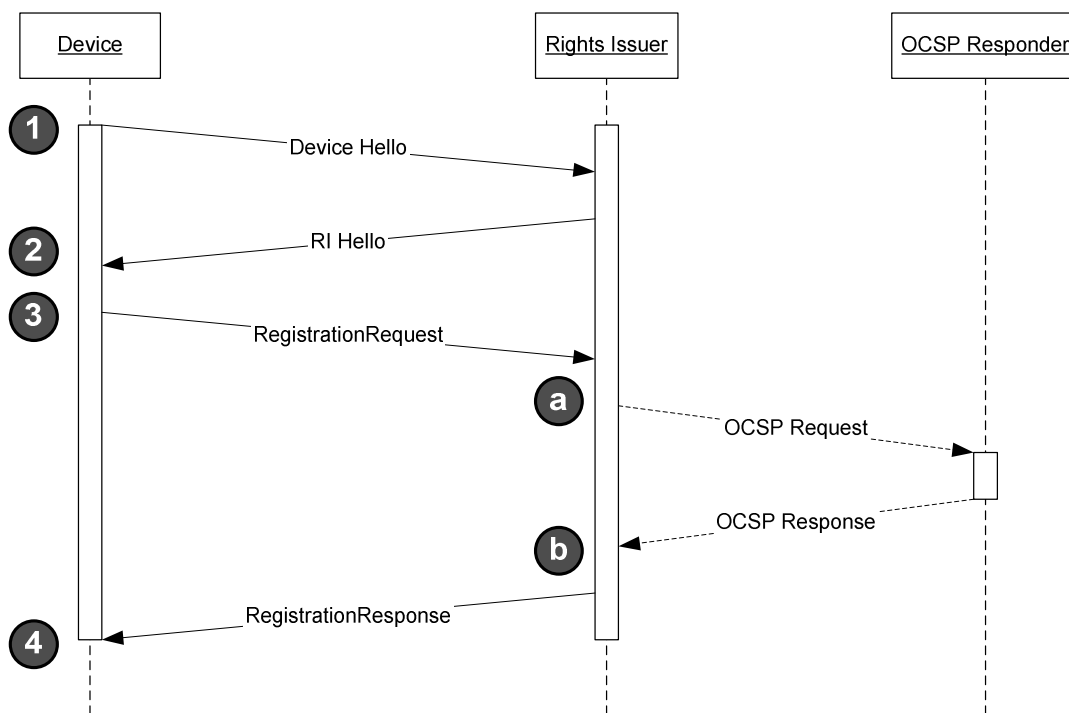 Device
Rights Issuer
OCSP Responder
1
Device Hello
RI Hello
2
3
RegistrationRequest
a
OCSP Request
OCSP Response
b
RegistrationResponse
4